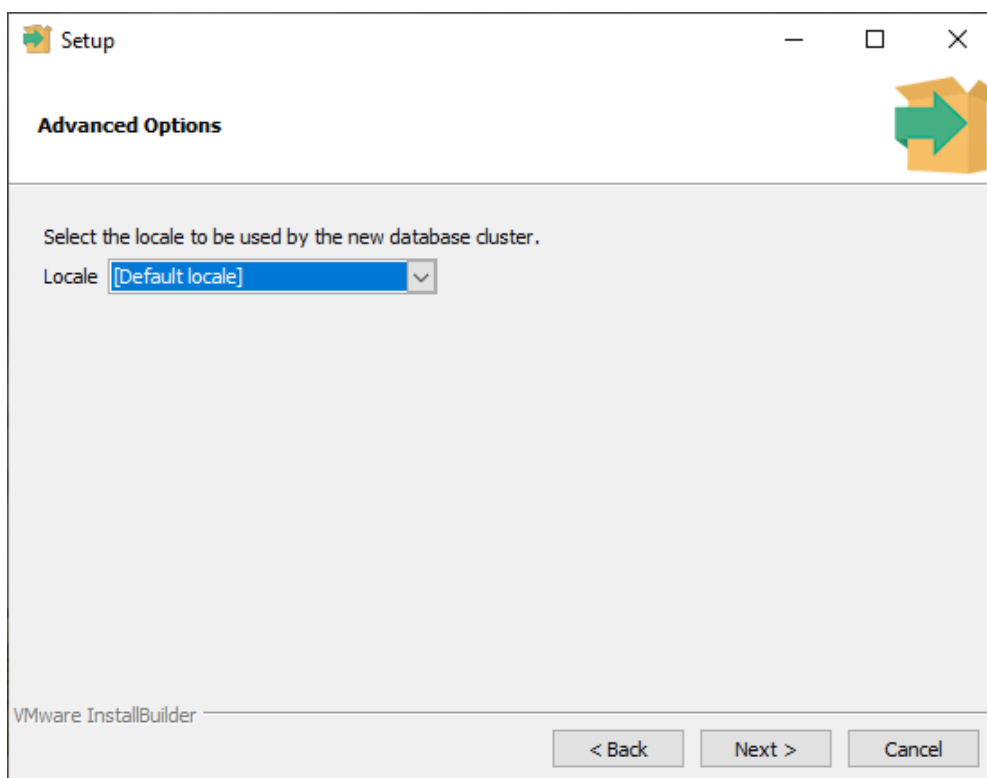 Setup
Advanced Options
Select the locale to be used by the new database cluster.
Locale [Default locale]
VMware InstallBuilder
< Back Next > Cancel